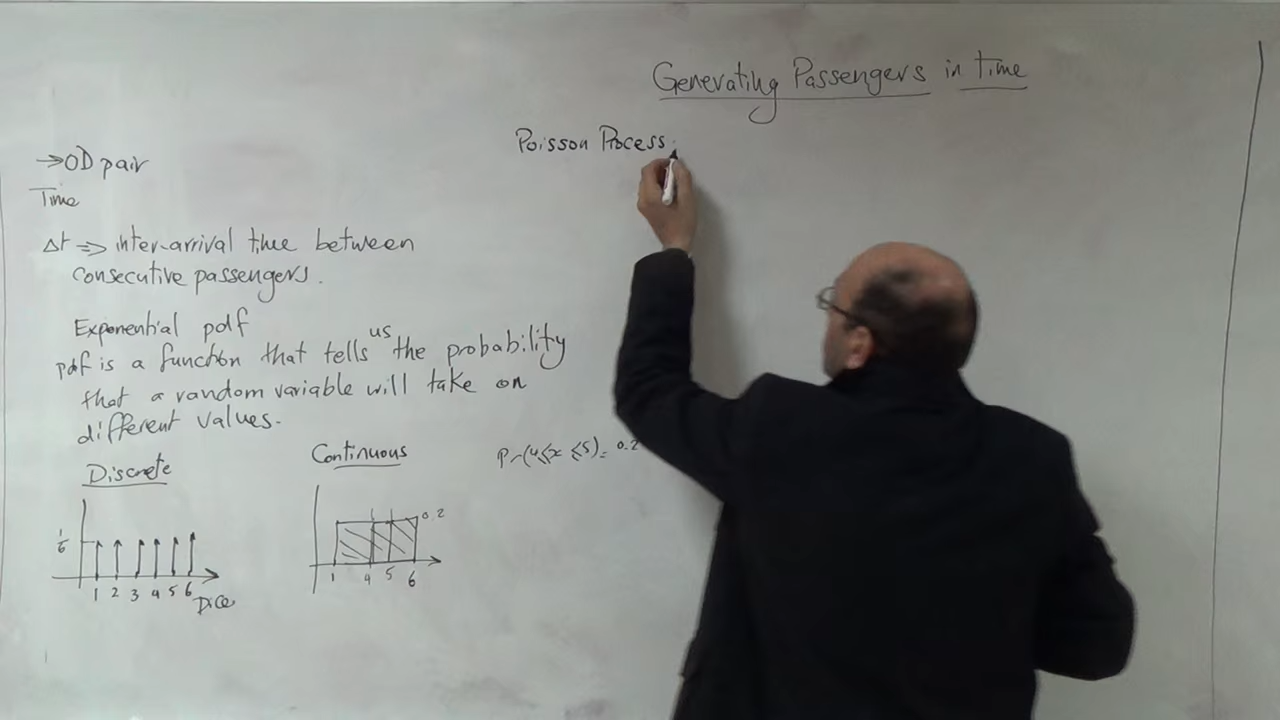 Generating Passengers in Time
Poisson Process:
→OD pair
Time
Δt => inter-arrival time between
consecutive passengers.
Exponential pdf
pdf is a function that tells us the probability
that a random variable will take on
different values.
Discrete
Continuous
Pr(4≤x≤5)= 0.2
1/6
1 2 3 4 5 6
Dice
0.2
1 4 5 6